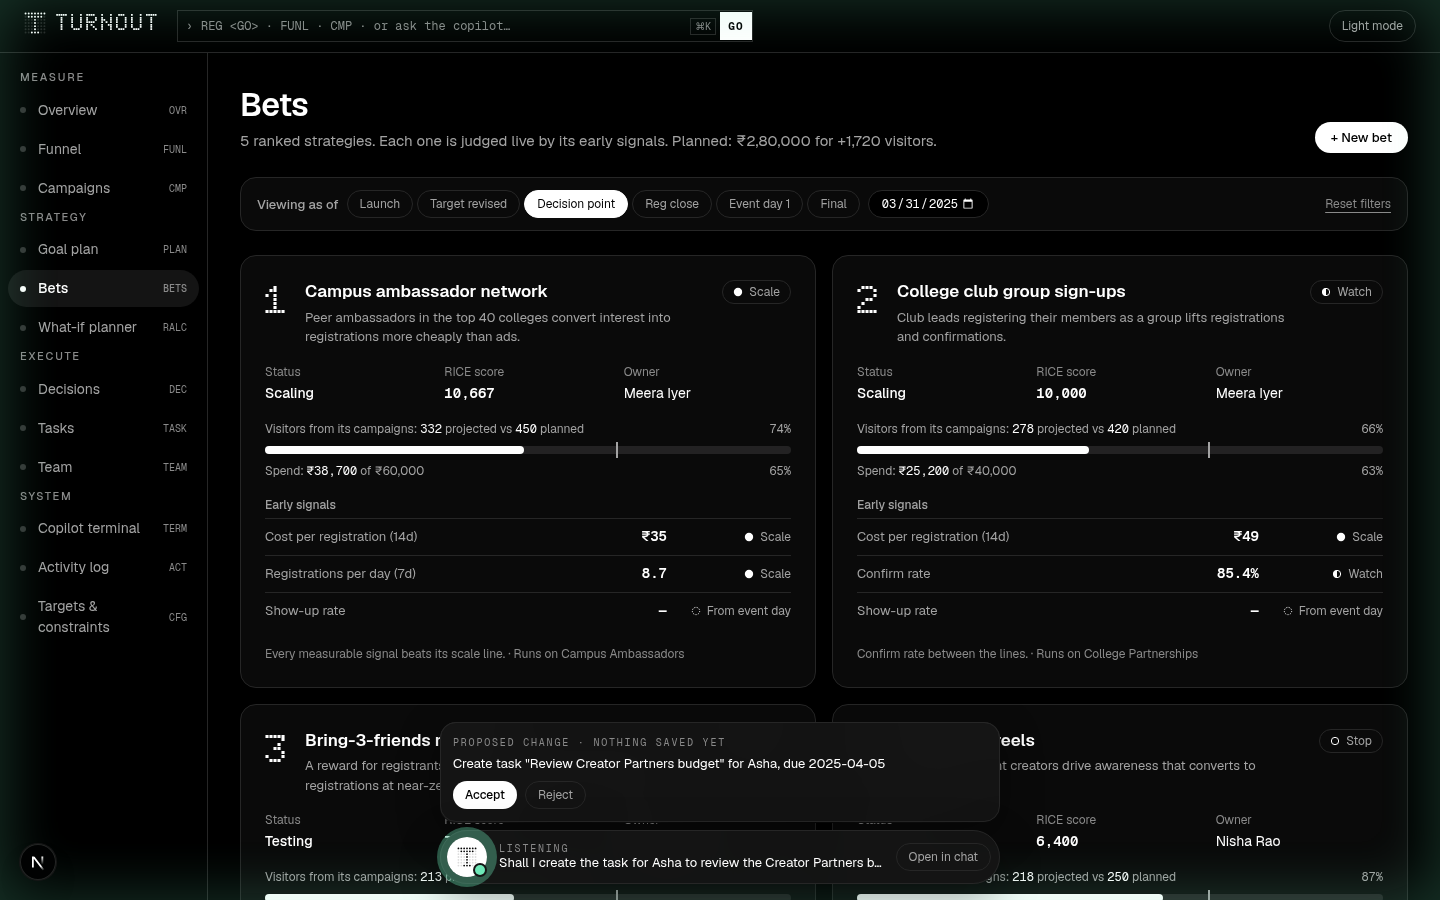 TURNOUT
› REG <GO> · FUNL · CMP · or ask the copilot…
⌘K
GO
Light mode
MEASURE
Overview OVR
Funnel FUNL
Campaigns CMP
STRATEGY
Goal plan PLAN
Bets BETS
What-if planner RALC
EXECUTE
Decisions DEC
Tasks TASK
Team TEAM
SYSTEM
Copilot terminal TERM
Activity log ACT
Targets &
constraints CFG
N
Bets
5 ranked strategies. Each one is judged live by its early signals. Planned: ₹2,80,000 for +1,720 visitors.
+ New bet
Viewing as of Launch Target revised Decision point Reg close Event day 1 Final 03/31/2025 Reset filters
1 Campus ambassador network Scale
Peer ambassadors in the top 40 colleges convert interest into
registrations more cheaply than ads.
Status RICE score Owner
Scaling 10,667 Meera Iyer
Visitors from its campaigns: 332 projected vs 450 planned 74%
Spend: ₹38,700 of ₹60,000 65%
Early signals
Cost per registration (14d) ₹35 Scale
Registrations per day (7d) 8.7 Scale
Show-up rate – From event day
Every measurable signal beats its scale line. · Runs on Campus Ambassadors
2 College club group sign-ups Watch
Club leads registering their members as a group lifts registrations
and confirmations.
Status RICE score Owner
Scaling 10,000 Meera Iyer
Visitors from its campaigns: 278 projected vs 420 planned 66%
Spend: ₹25,200 of ₹40,000 63%
Early signals
Cost per registration (14d) ₹49 Scale
Confirm rate 85.4% Watch
Show-up rate – From event day
Confirm rate between the lines. · Runs on College Partnerships
3 Bring-3-friends
A reward for registrants
registrations at near-ze
Status
Testing
Visitors from its campaigns: 213
reels Stop
creators drive awareness that converts to
RICE score Owner
6,400 Nisha Rao
218 projected vs 250 planned 87%
PROPOSED CHANGE · NOTHING SAVED YET
Create task "Review Creator Partners budget" for Asha, due 2025-04-05
Accept Reject
LISTENING
Shall I create the task for Asha to review the Creator Partners b…
Open in chat